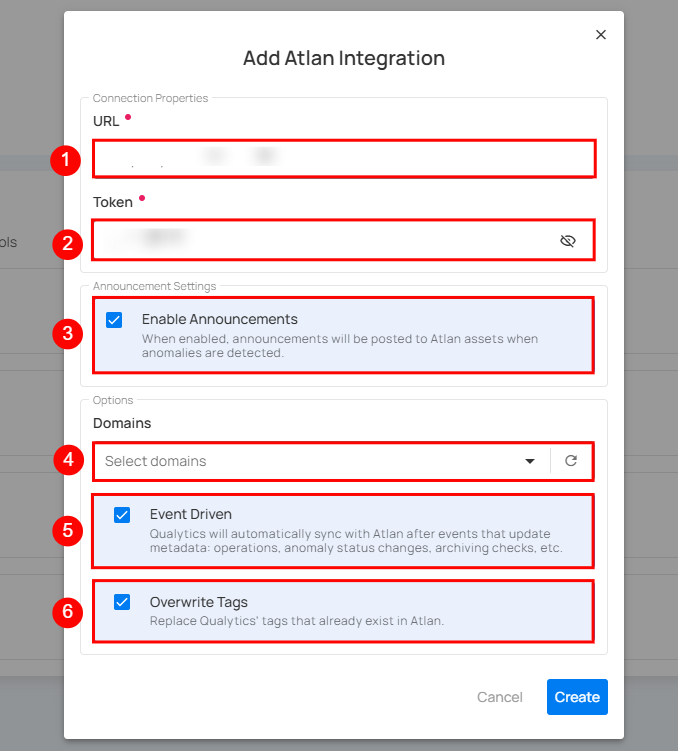 Add Atlan Integration
Connection Properties
URL
1
Token
2
ols
Announcement Settings
3
Enable Announcements
When enabled, announcements will be posted to Atlan assets when
anomalies are detected.
Options
Domains
4
Select domains
5
Event Driven
Qualytics will automatically sync with Atlan after events that update
metadata: operations, anomaly status changes, archiving checks, etc.
6
Overwrite Tags
Replace Qualytics' tags that already exist in Atlan.
Cancel
Create